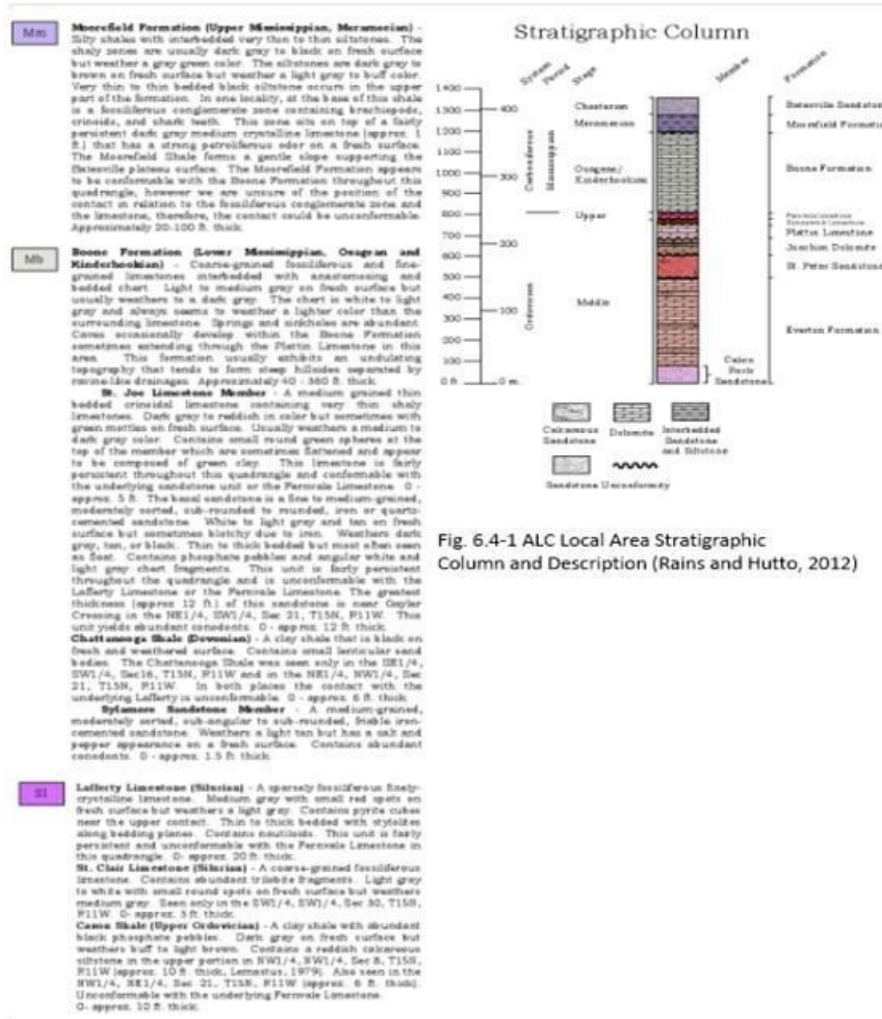 Mm
Moorefield Formation (Upper Mississippian, Meramecian) -
Silty shales with interbedded very thin to thin siltstones. The
shaly zones are usually dark gray to black on fresh surface
but weather a gray green color. The siltstones are dark gray to
brown on fresh surface but weather a light gray to buff color.
Very thin to thin bedded black siltstone occurs in the upper
part of the formation. In one locality, at the base of this shale
is a fossiliferous conglomerate zone containing brachiopods,
crinoids, and shark teeth. This zone sits on top of a fairly
persistent dark gray medium crystalline limestone (approx. 1
ft.) that has a strong petroliferous odor on a fresh surface.
The Moorefield Shale forms a gentle slope supporting the
Batesville plateau surface. The Moorefield Formation appears
to be conformable with the Boone Formation throughout this
quadrangle, however we are unsure of the position of the
contact in relation to the fossiliferous conglomerate zone and
the limestone, therefore, the contact could be unconformable.
Approximately 20-100 ft. thick.
Mb
Boone Formation (Lower Mississippian, Osagean and
Kinderhookian) - Coarse-grained fossiliferous and fine-
grained limestones interbedded with anastomosing and
bedded chert. Light to medium gray on fresh surface but
usually weathers to a dark gray. The chert is white to light
gray and always seems to weather a lighter color than the
surrounding limestone. Springs and sinkholes are abundant.
Caves occasionally develop within the Boone Formation
sometimes extending through the Plattin Limestone in this
area. This formation usually exhibits an undulating
topography that tends to form steep hillsides separated by
ravine-like drainages. Approximately 40 - 360 ft. thick.
St. Joe Limestone Member - A medium grained thin
bedded crinoidal limestone containing very thin shaly
limestones. Dark gray to reddish in color but sometimes with
green mottles on fresh surface. Usually weathers a medium to
dark gray color. Contains small round green spheres at the
top of the member which are sometimes flattened and appear
to be composed of green clay. This limestone is fairly
persistent throughout this quadrangle and conformable with
the underlying sandstone unit or the Fernvale Limestone. 0 -
approx. 5 ft. The basal sandstone is a fine to medium-grained,
moderately sorted, sub-rounded to rounded, iron or quartz-
cemented sandstone. White to light gray and tan on fresh
surface but sometimes blotchy due to iron. Weathers dark
gray, tan, or black. Thin to thick bedded but most often seen
as float. Contains phosphate pebbles and angular white and
light gray chert fragments. This unit is fairly persistent
throughout the quadrangle and is unconformable with the
Lafferty Limestone or the Fernvale Limestone. The greatest
thickness (approx 12 ft.) of this sandstone is near Gayler
Crossing in the NE1/4, SW1/4, Sec 21, T15N, R11W. This
unit yields abundant conodonts. 0 - approx. 12 ft. thick.
Chattanooga Shale (Devonian) - A clay shale that is black on
fresh and weathered surface. Contains small lenticular sand
bodies. The Chattanooga Shale was seen only in the SE1/4,
SW1/4, Sec16, T15N, R11W and in the NE1/4, NW1/4, Sec
21, T15N, R11W. In both places the contact with the
underlying Lafferty is unconformable. 0 - approx. 6 ft. thick.
Sylamore Sandstone Member - A medium-grained,
moderately sorted, sub-angular to sub-rounded, friable iron-
cemented sandstone. Weathers a light tan but has a salt and
pepper appearance on a fresh surface. Contains abundant
conodonts. 0 - approx. 1.5 ft. thick.
Sl
Lafferty Limestone (Silurian) - A sparsely fossiliferous finely-
crystalline limestone. Medium gray with small red spots on
fresh surface but weathers a light gray. Contains pyrite cubes
near the upper contact. Thin to thick bedded with stylolites
along bedding planes. Contains nautiloids. This unit is fairly
persistent and unconformable with the Fernvale Limestone in
this quadrangle. 0- approx. 20 ft. thick.
St. Clair Limestone (Silurian) - A coarse-grained fossiliferous
limestone. Contains abundant trilobite fragments. Light gray
to white with small round spots on fresh surface but weathers
medium gray. Seen only in the SW1/4, SW1/4, Sec 30, T15N,
R11W. 0- approx. 3 ft. thick.
Cason Shale (Upper Ordovician) - A clay shale with abundant
black phosphate pebbles. Dark gray on fresh surface but
weathers buff to light brown. Contains a reddish calcareous
siltstone in the upper portion in NW1/4, NW1/4, Sec 8, T15N,
R11W (approx. 10 ft. thick, Lemastus, 1979). Also seen in the
NW1/4, NE1/4, Sec 21, T15N, R11W (approx. 6 ft. thick).
Unconformable with the underlying Fernvale Limestone.
0- approx. 10 ft. thick.
Stratigraphic Column
System
Period
Stage
Member
Formation
1400
1300
1200
1100
1000
900
800
700
600
500
400
300
200
100
0 ft
400
300
200
100
0 m
Carboniferous
Mississippian
Ordovician
Chesterian
Meramecian
Osagean/
Kinderhookian
Upper
Middle
Batesville Sandstone
Moorefield Formation
Boone Formation
Fernvale Limestone
Kimmswick Limestone
Plattin Limestone
Joachim Dolomite
St. Peter Sandstone
Everton Formation
Calico
Rock
Sandstone
Calcareous
Sandstone
Dolomite
Interbedded
Sandstone
and Siltstone
Sandstone
Unconformity
Fig. 6.4-1 ALC Local Area Stratigraphic
Column and Description (Rains and Hutto, 2012)